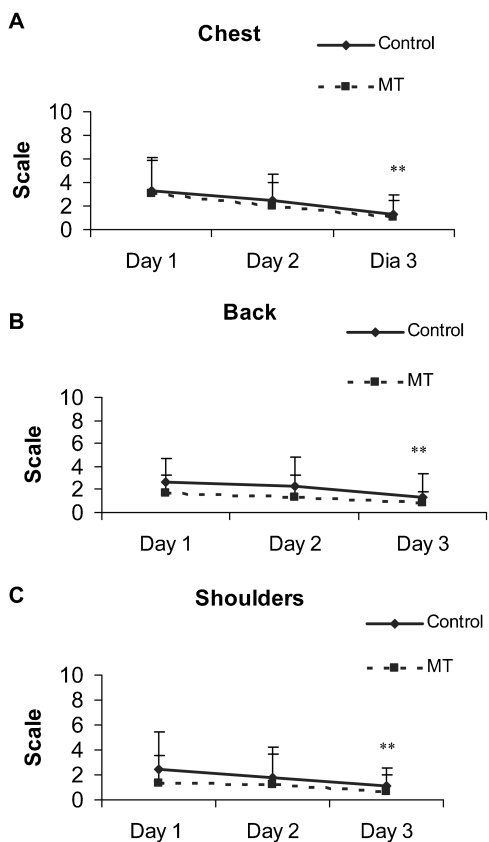 A
Chest
Control
MT
10
8
6
4
2
0
Scale
**
Day 1 Day 2 Dia 3
B
Back
Control
MT
10
8
6
4
2
0
Scale
**
Day 1 Day 2 Day 3
C
Shoulders
Control
MT
10
8
6
4
2
0
Scale
**
Day 1 Day 2 Day 3